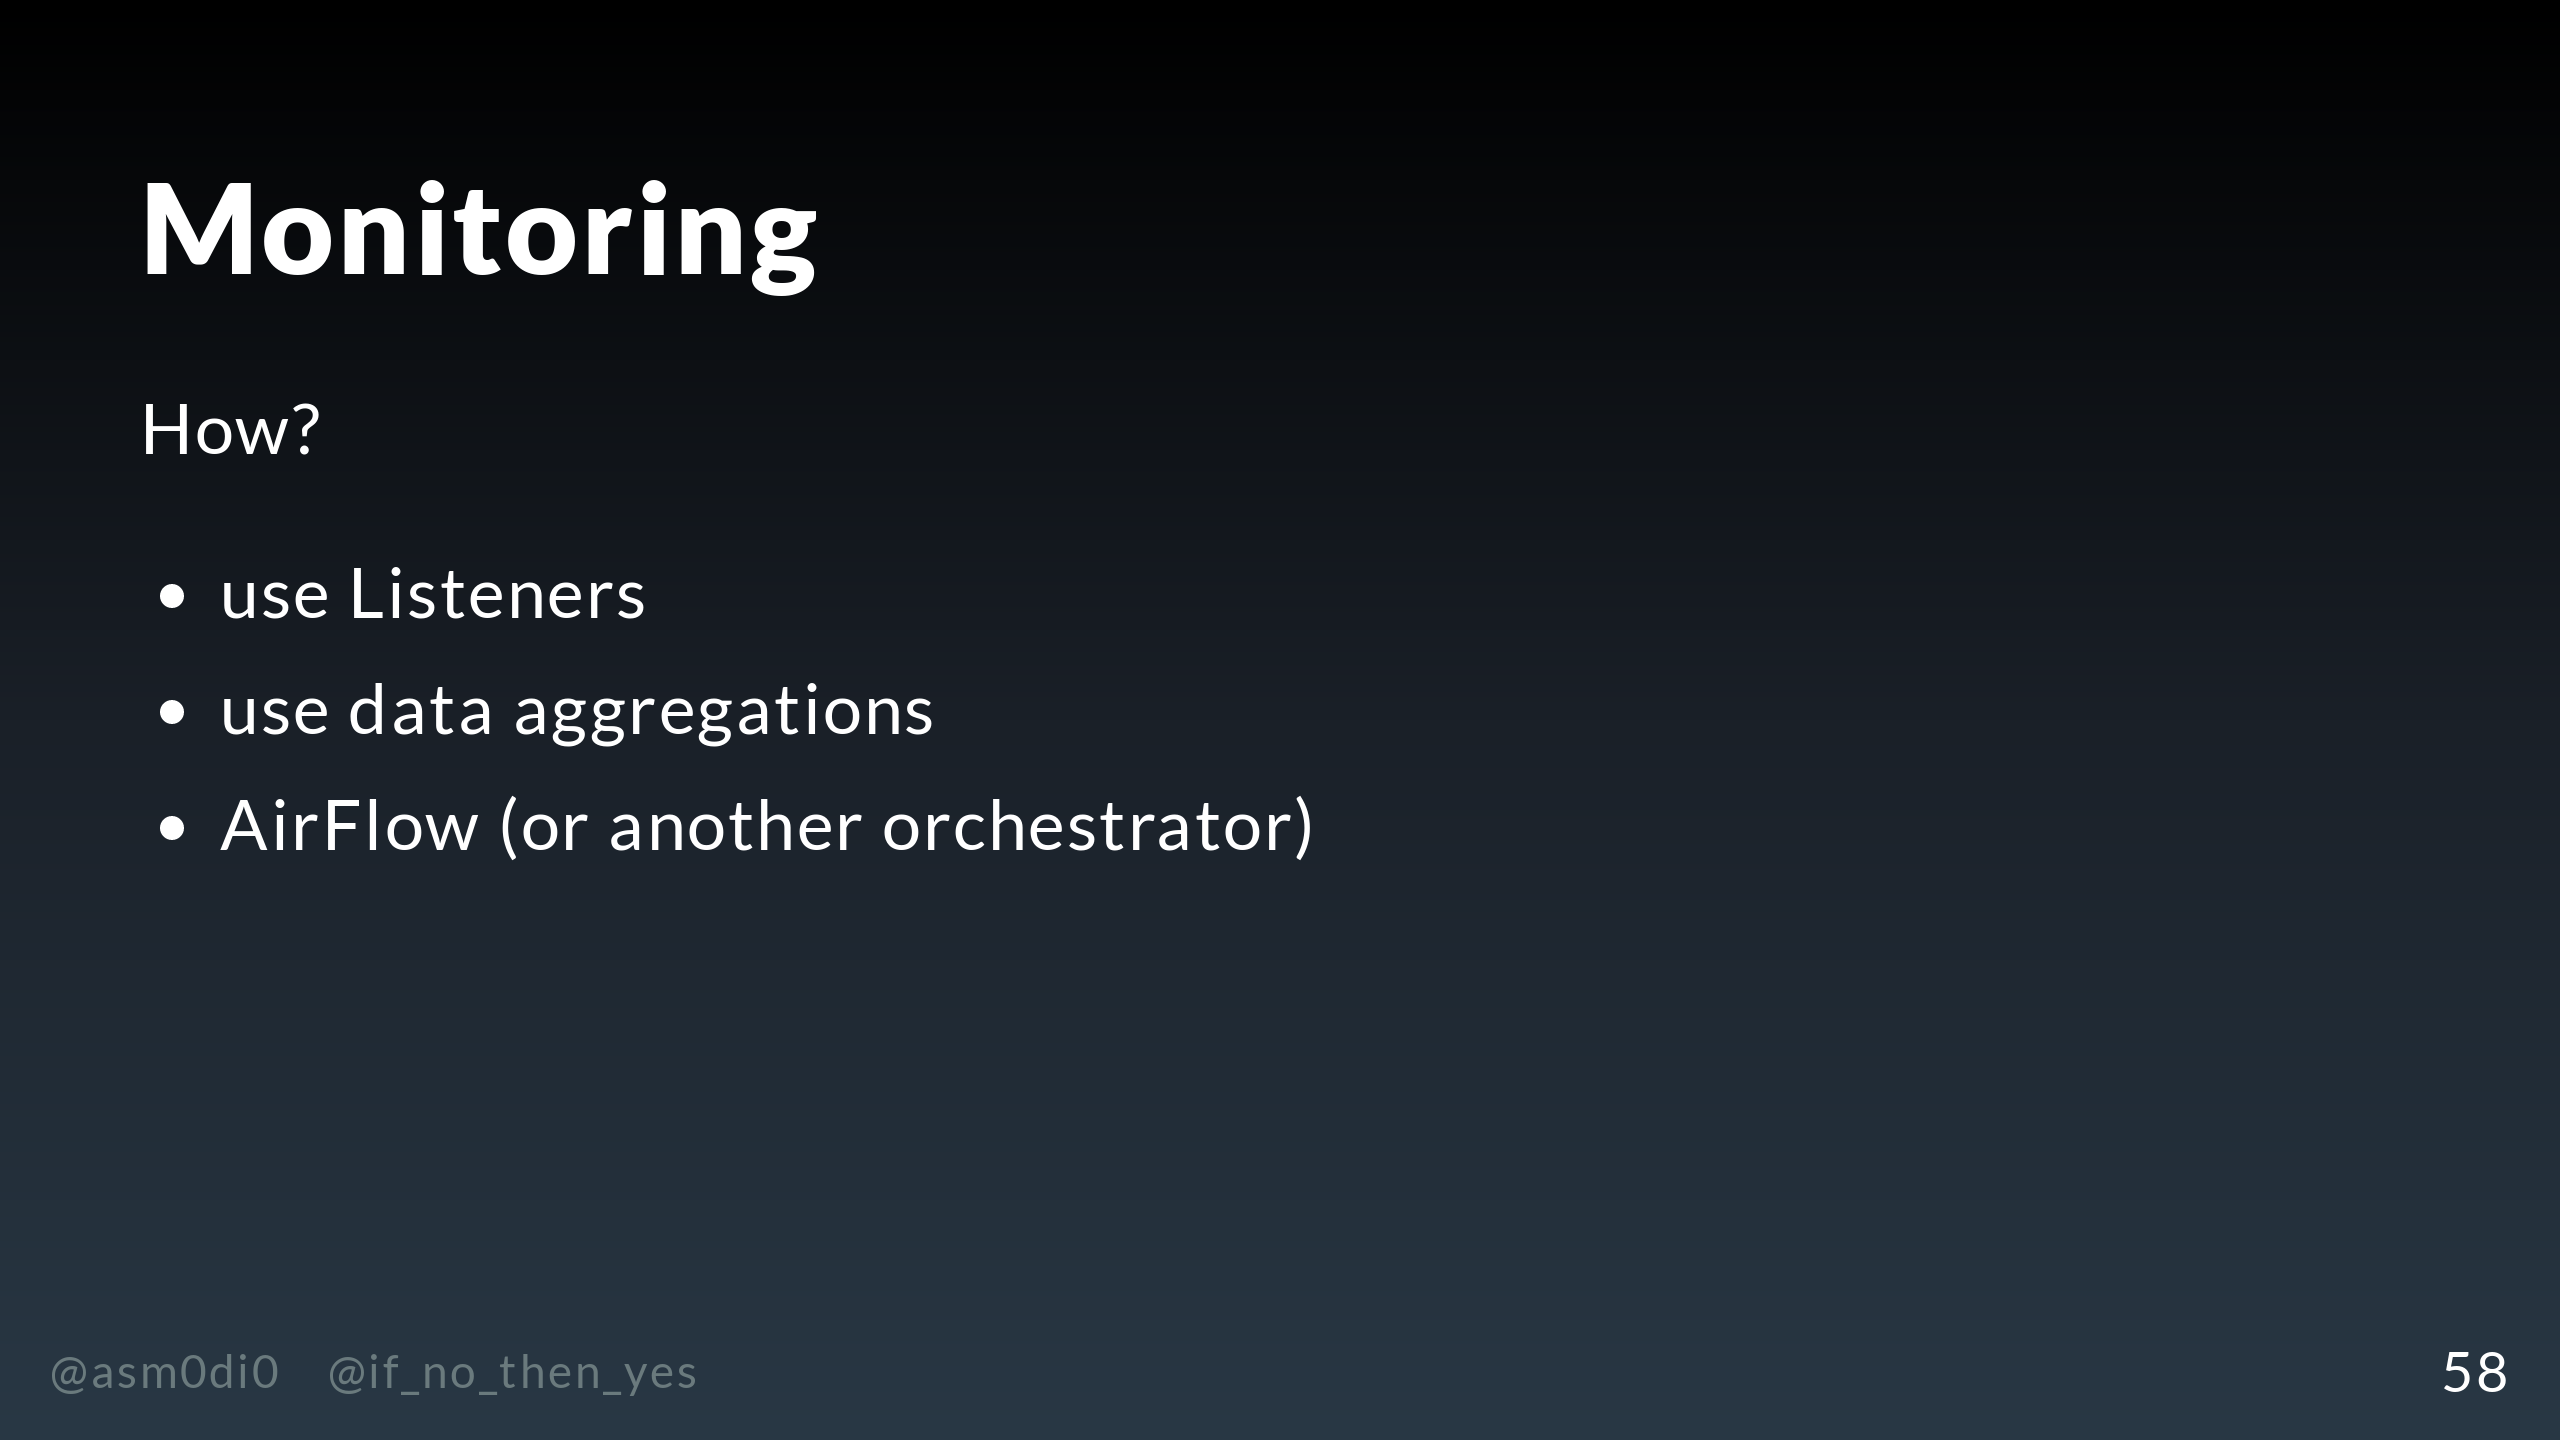 Monitoring
How?
• use Listeners
• use data aggregations
• AirFlow (or another orchestrator)
@asm0di0 @if_no_then_yes
58